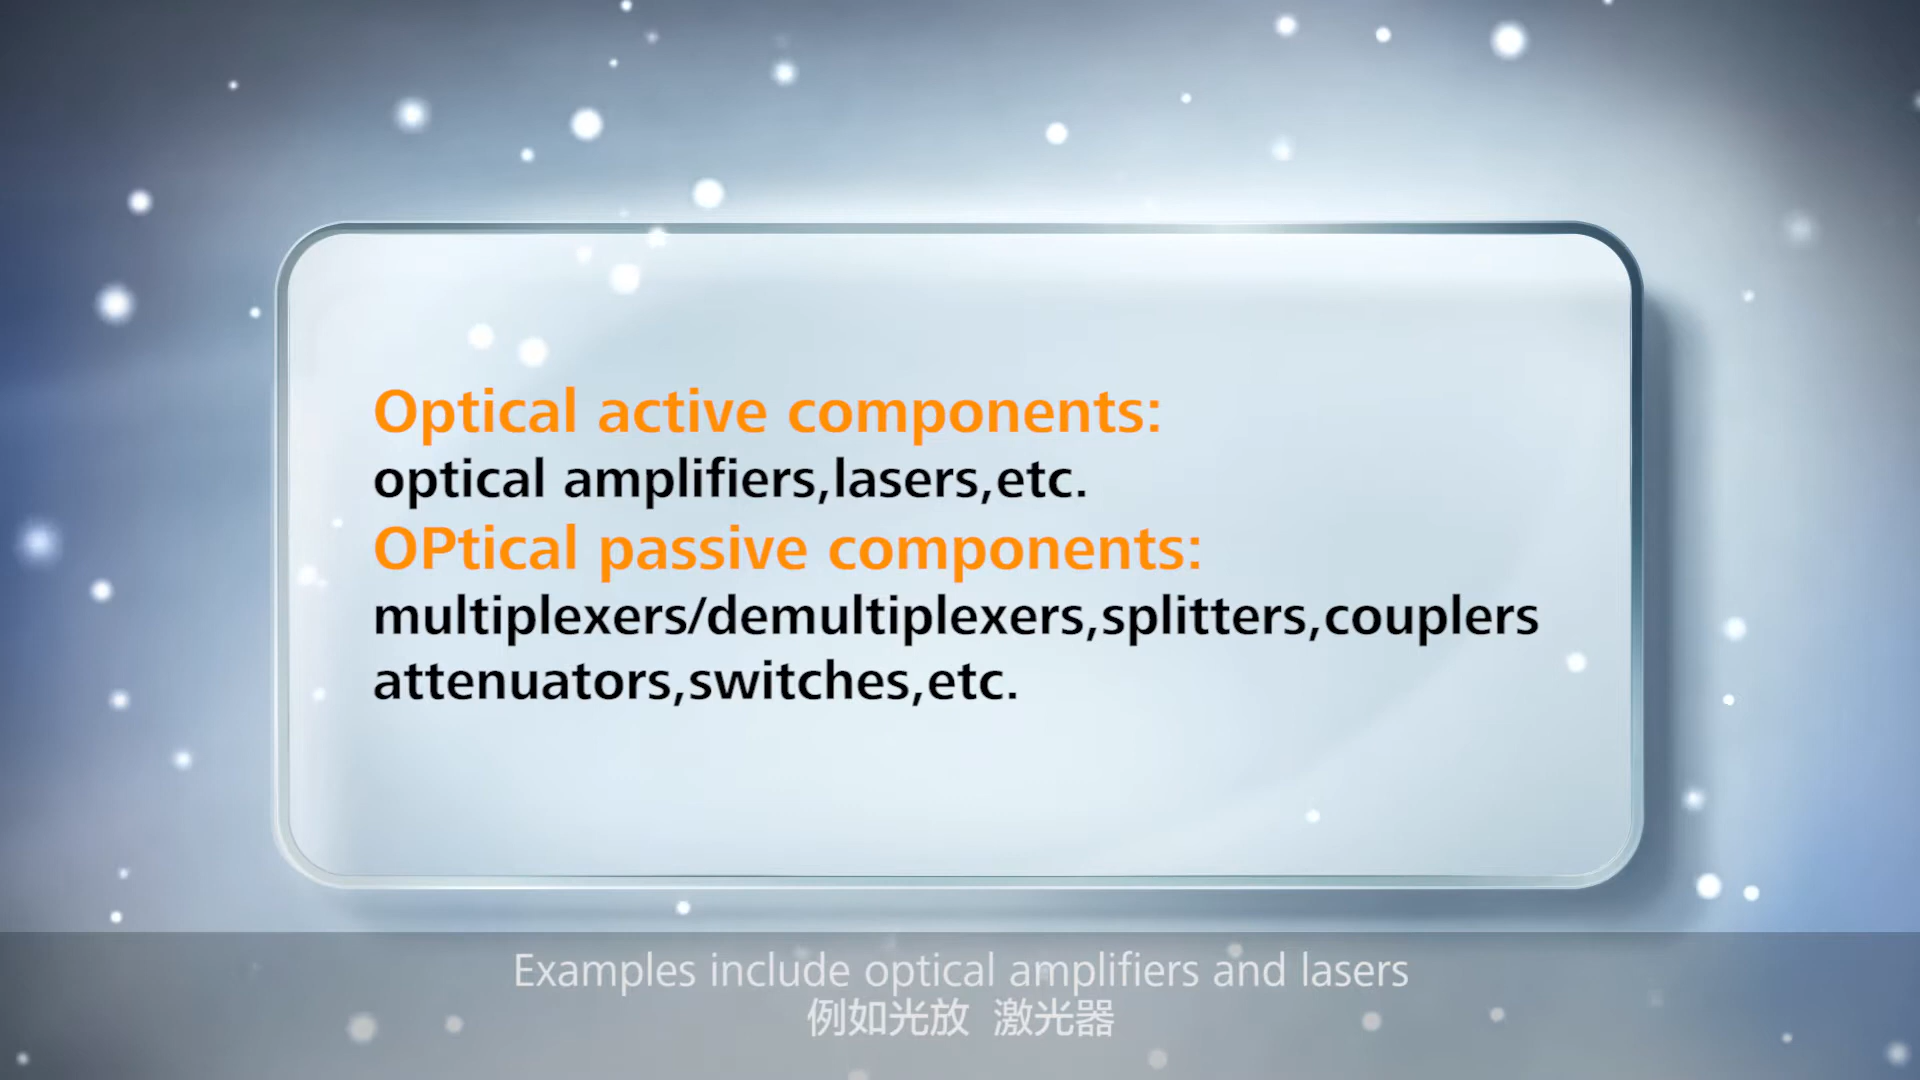 Optical active components:
optical amplifiers,lasers,etc.
OPtical passive components:
multiplexers/demultiplexers,splitters,couplers
attenuators,switches,etc.
Examples include optical amplifiers and lasers
例如光放 激光器